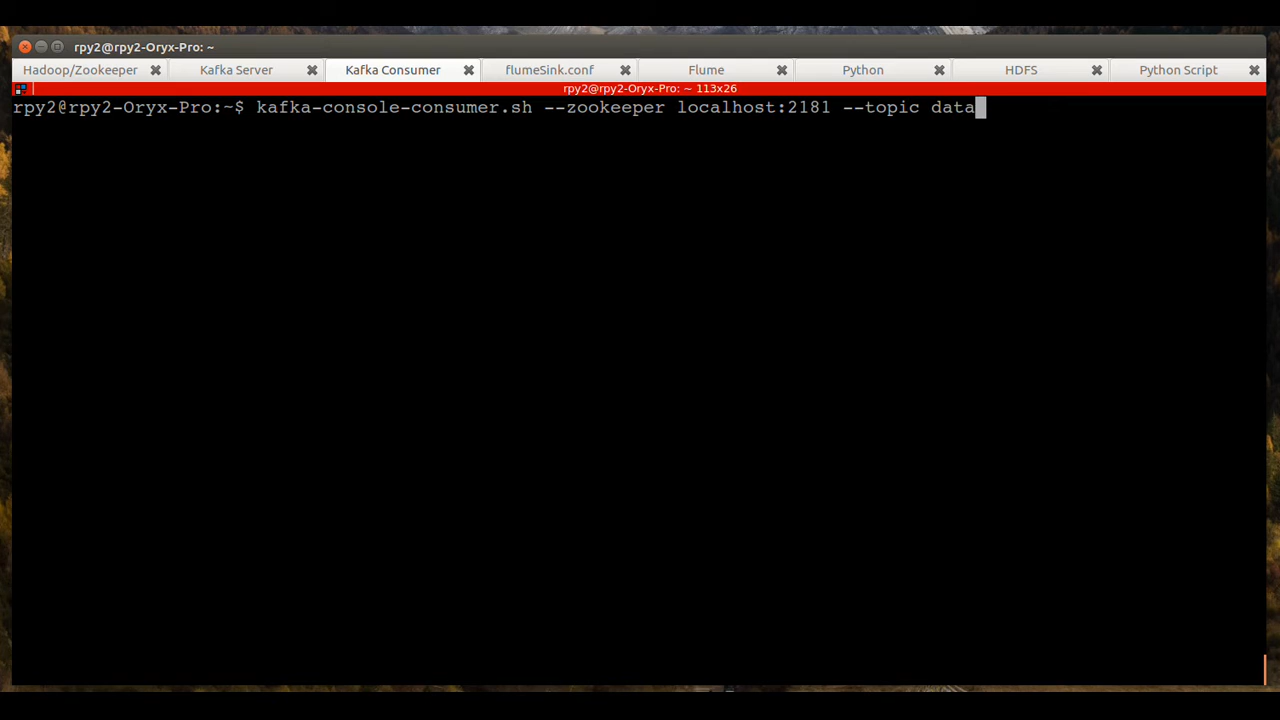 rpy2@rpy2-Oryx-Pro: ~
Hadoop/Zookeeper Kafka Server Kafka Consumer flumeSink.conf Flume Python HDFS Python Script
rpy2@rpy2-Oryx-Pro: ~ 113x26
rpy2@rpy2-Oryx-Pro:~$ kafka-console-consumer.sh --zookeeper localhost:2181 --topic data